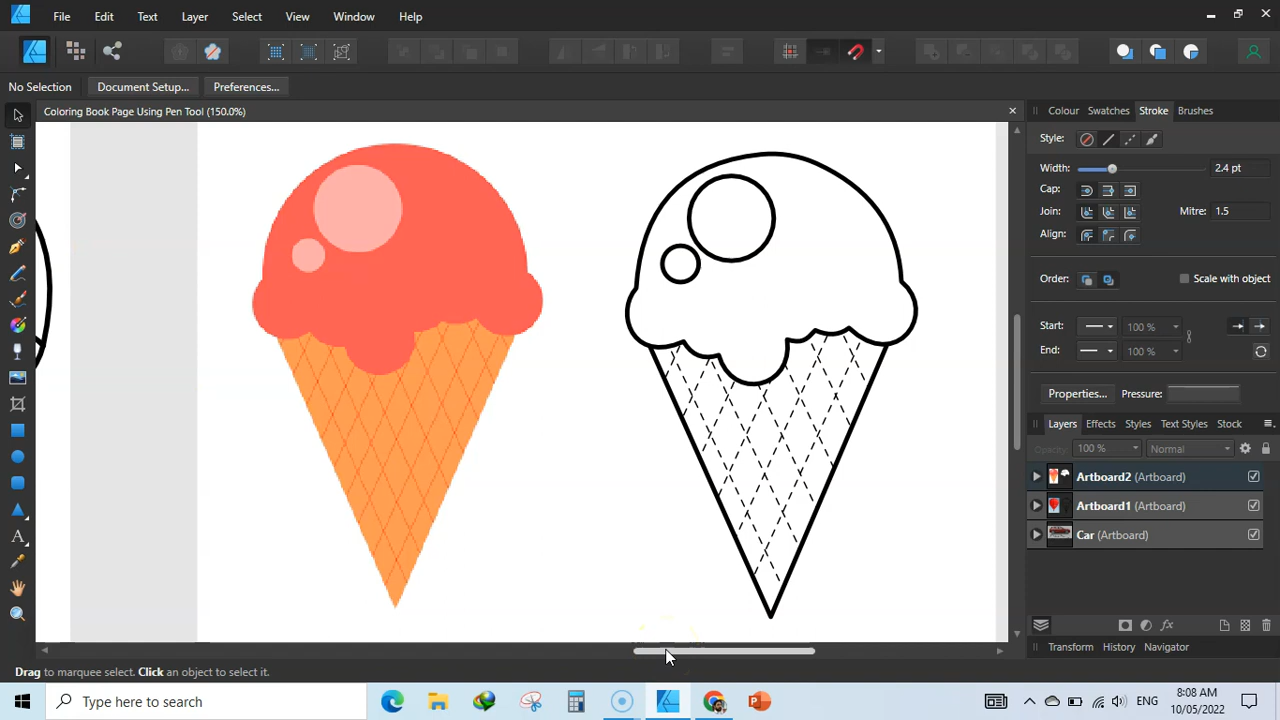 File Edit Text Layer Select View Window Help
No Selection Document Setup... Preferences...
Coloring Book Page Using Pen Tool (150.0%)
Colour Swatches Stroke Brushes
Style:
Width: 2.4 pt
Cap:
Join: Mitre: 1.5
Align:
Order: Scale with object
Start: 100 %
End: 100 %
Properties... Pressure:
Layers Effects Styles Text Styles Stock
Opacity: 100 % Normal
Artboard2 (Artboard)
Artboard1 (Artboard)
Car (Artboard)
Transform History Navigator
Drag to marquee select. Click an object to select it.
Type here to search
ENG
8:08 AM
10/05/2022